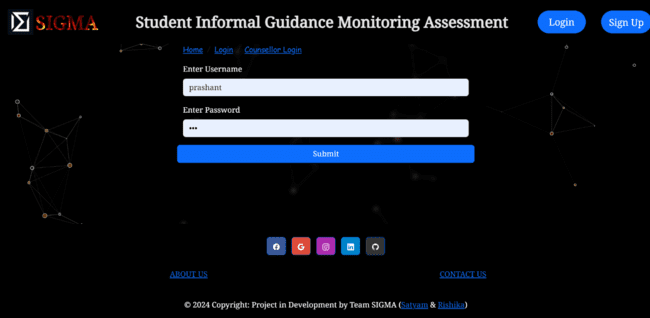 SIGMA
Student Informal Guidance Monitoring Assessment
Login
Sign Up
Home / Login / Counsellor Login
Enter Username
prashant
Enter Password
•••
Submit
ABOUT US
CONTACT US
© 2024 Copyright: Project in Development by Team SIGMA (Satyam & Rishika)